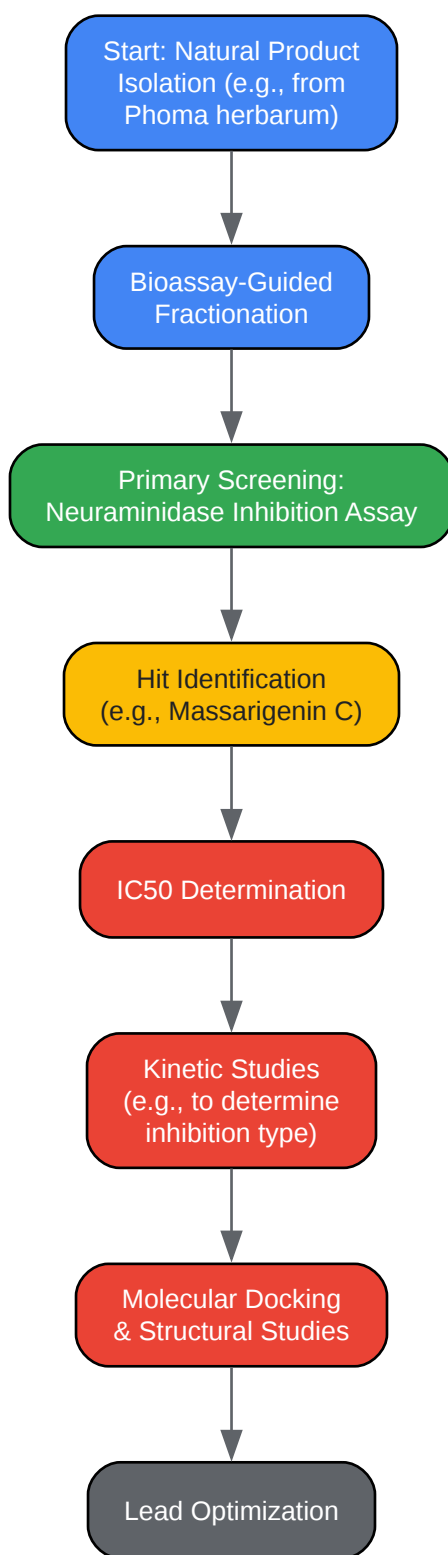 Start: Natural Product
Isolation (e.g., from
Phoma herbarum)
Bioassay-Guided
Fractionation
Primary Screening:
Neuraminidase Inhibition Assay
Hit Identification
(e.g., Massarigenin C)
IC50 Determination
Kinetic Studies
(e.g., to determine
inhibition type)
Molecular Docking
& Structural Studies
Lead Optimization